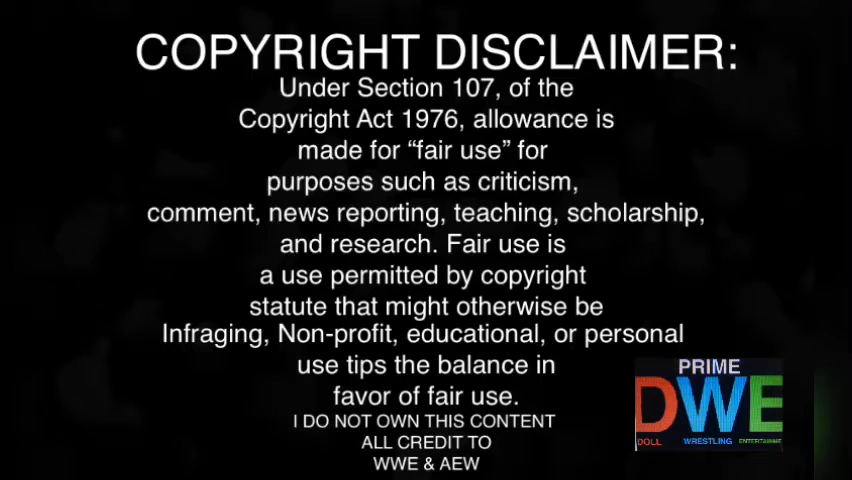 COPYRIGHT DISCLAIMER:
Under Section 107, of the
Copyright Act 1976, allowance is
made for “fair use” for
purposes such as criticism,
comment, news reporting, teaching, scholarship,
and research. Fair use is
a use permitted by copyright
statute that might otherwise be
Infraging, Non-profit, educational, or personal
use tips the balance in
favor of fair use.
I DO NOT OWN THIS CONTENT
ALL CREDIT TO
WWE & AEW
PRIME
DWE
DOLL WRESTLING ENTERTAINME